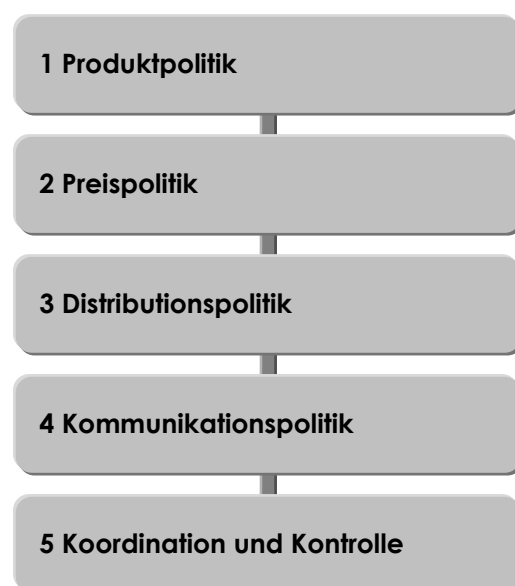 1 Produktpolitik
2 Preispolitik
3 Distributionspolitik
4 Kommunikationspolitik
5 Koordination und Kontrolle